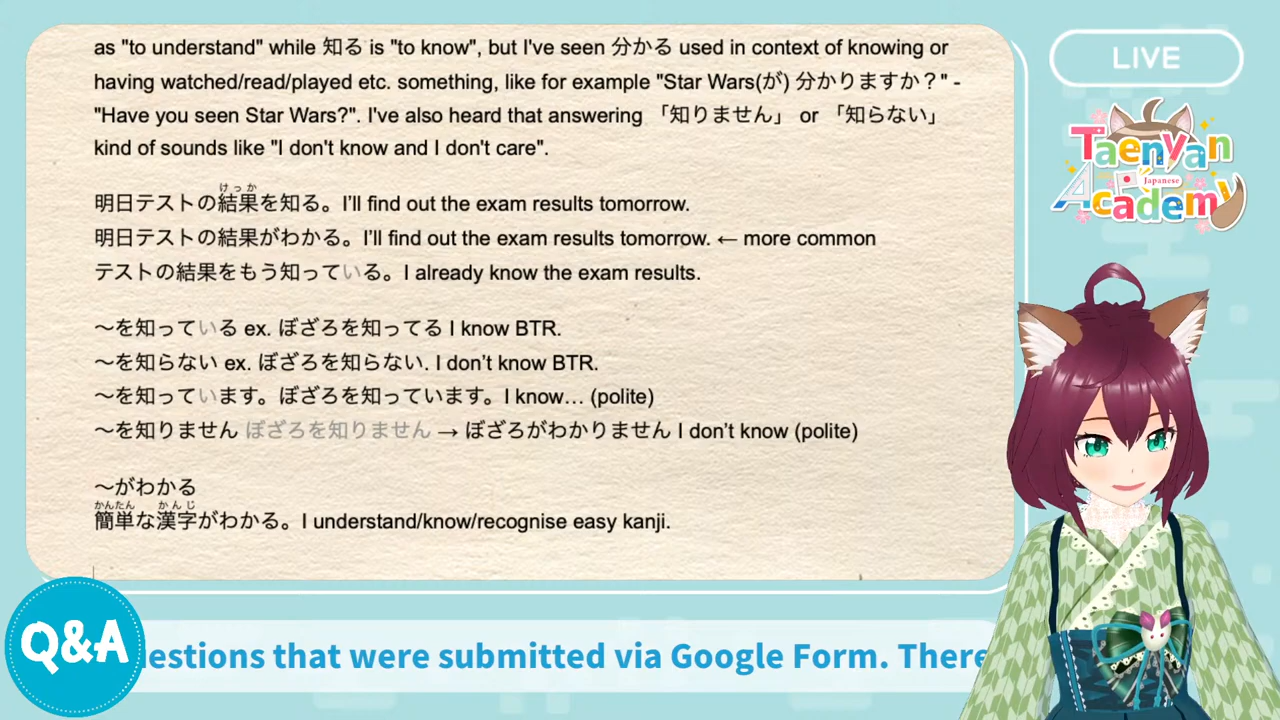 as "to understand" while 知る is "to know", but I've seen 分かる used in context of knowing or
having watched/read/played etc. something, like for example "Star Wars(が) 分かりますか？" -
"Have you seen Star Wars?". I've also heard that answering 「知りません」 or 「知らない」
kind of sounds like "I don't know and I don't care".
けっか
明日テストの結果を知る。I'll find out the exam results tomorrow.
明日テストの結果がわかる。I'll find out the exam results tomorrow. ← more common
テストの結果をもう知っている。I already know the exam results.
～を知っている ex. ぼざろを知ってる I know BTR.
～を知らない ex. ぼざろを知らない. I don't know BTR.
～を知っています。ぼざろを知っています。I know… (polite)
～を知りません ぼざろを知りません → ぼざろがわかりません I don't know (polite)
～がわかる
かんたん かんじ
簡単な漢字がわかる。I understand/know/recognise easy kanji.
LIVE
Taenyan
Japanese
Academy
Q&A
estions that were submitted via Google Form. There